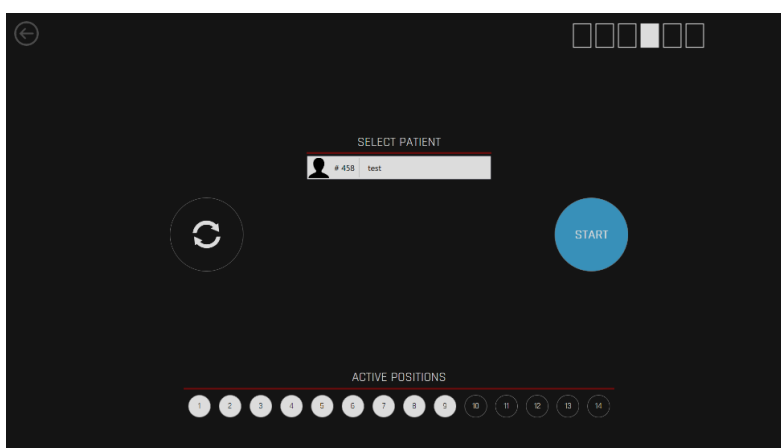 SELECT PATIENT
# 458 test
START
ACTIVE POSITIONS
1 2 3 4 5 6 7 8 9 10 11 12 13 14